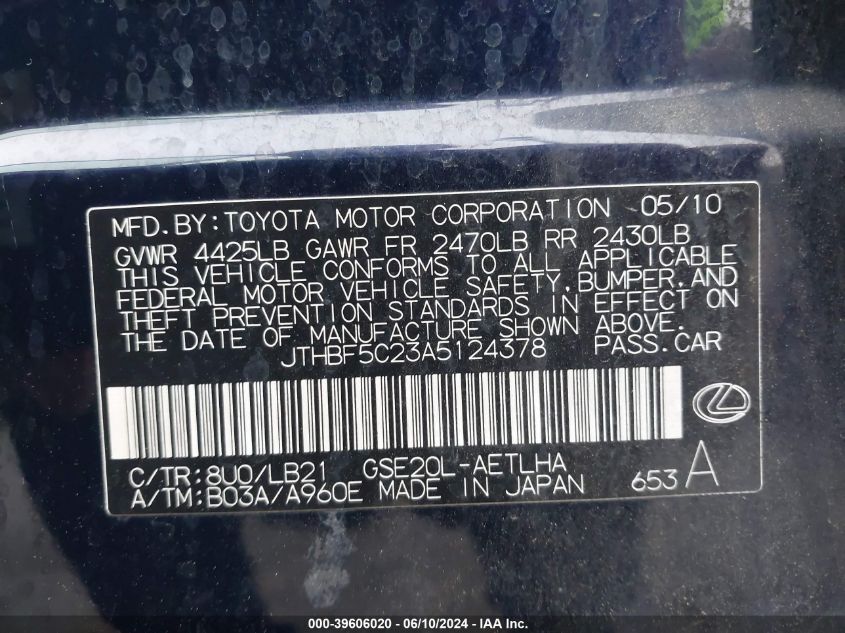 MFD.BY:TOYOTA MOTOR CORPORATION 05/10
GVWR 4425LB GAWR FR 2470LB RR 2430LB
THIS VEHICLE CONFORMS TO ALL APPLICABLE
FEDERAL MOTOR VEHICLE SAFETY,BUMPER,AND
THEFT PREVENTION STANDARDS IN EFFECT ON
THE DATE OF MANUFACTURE SHOWN ABOVE.
JTHBF5C23A5124378 PASS.CAR
C/TR:8U0/LB21 GSE20L-AETLHA
A/TM:B03A/A960E MADE IN JAPAN 653 A
000-39606020 - 06/10/2024 - IAA Inc.